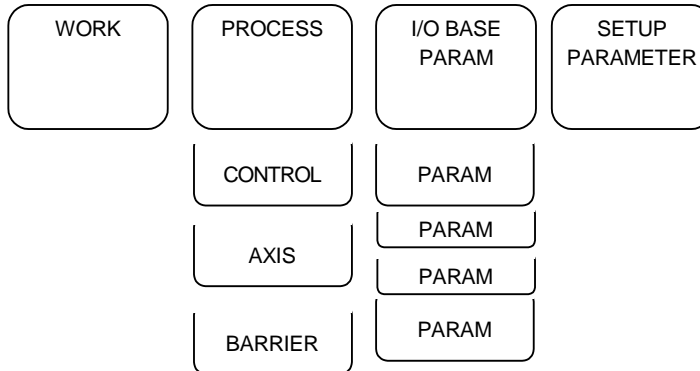 WORK
PROCESS
I/O BASE
PARAM
SETUP
PARAMETER
CONTROL
PARAM
PARAM
AXIS
PARAM
BARRIER
PARAM